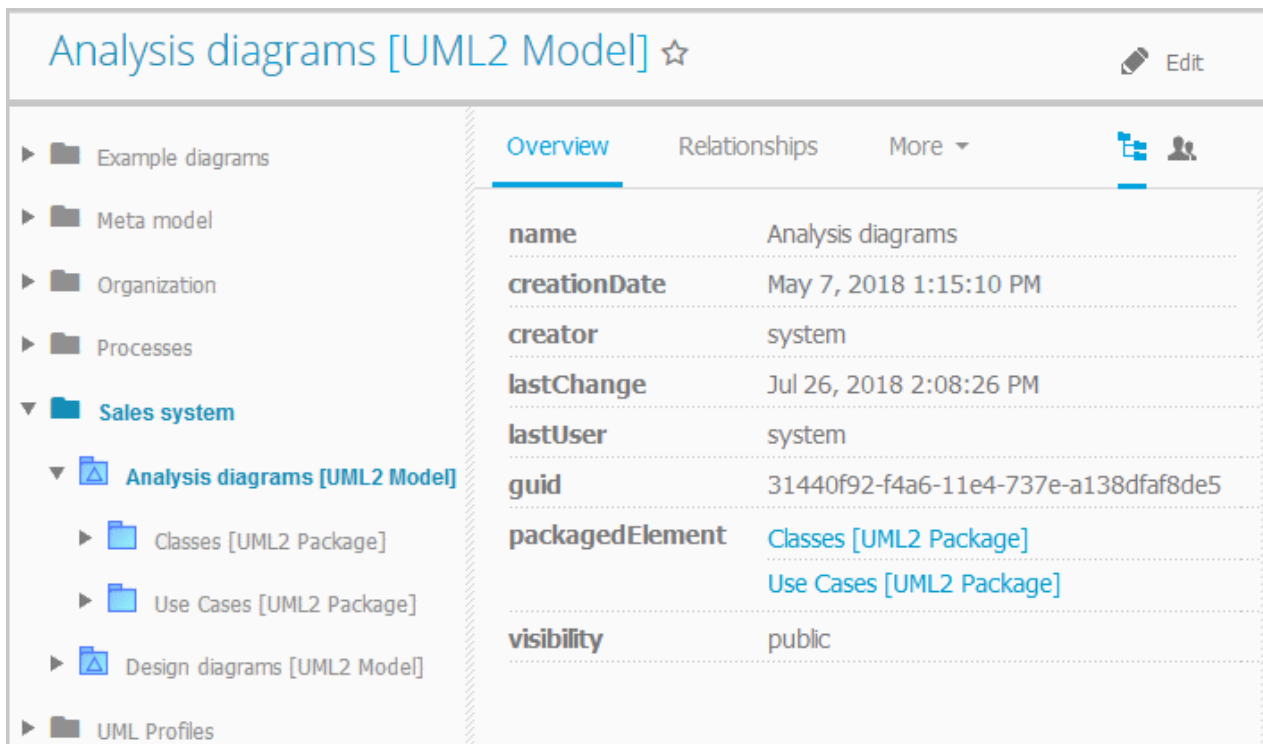 Analysis diagrams [UML2 Model]
Edit
Example diagrams
Meta model
Organization
Processes
Sales system
Analysis diagrams [UML2 Model]
Classes [UML2 Package]
Use Cases [UML2 Package]
Design diagrams [UML2 Model]
UML Profiles
Overview Relationships More
name Analysis diagrams
creationDate May 7, 2018 1:15:10 PM
creator system
lastChange Jul 26, 2018 2:08:26 PM
lastUser system
guid 31440f92-f4a6-11e4-737e-a138dfaf8de5
packagedElement Classes [UML2 Package]
Use Cases [UML2 Package]
visibility public